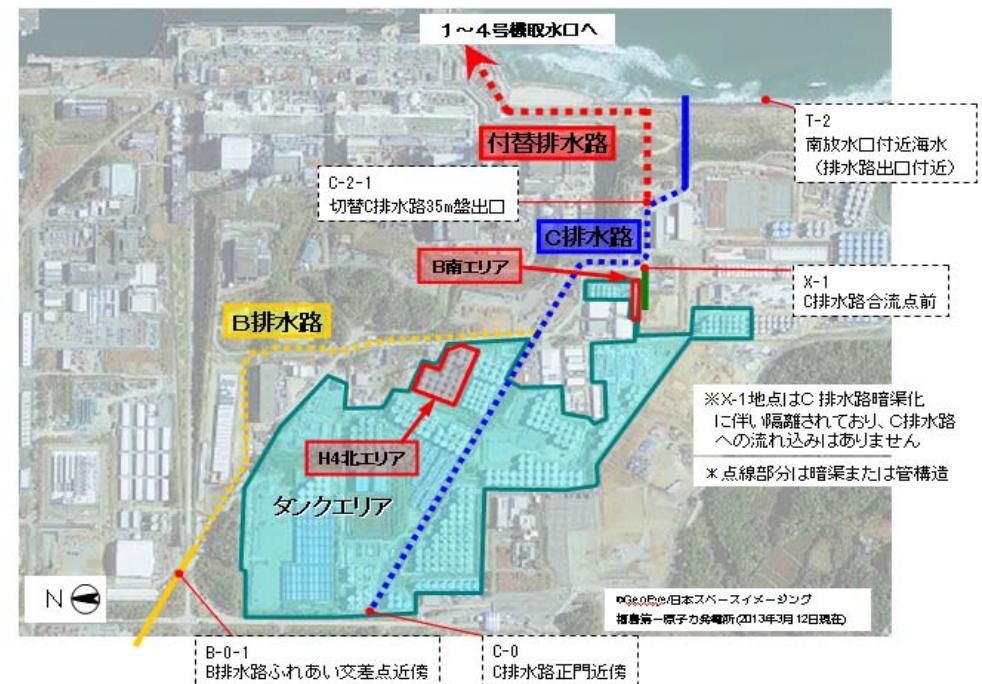 1～4号機取水口へ
T-2
南放水口付近海水
（排水路出口付近）
付替排水路
C-2-1
切替C排水路35m盤出口
C排水路
B南エリア
X-1
C排水路合流点前
B排水路
※X-1地点はC 排水路暗渠化
に伴い隔離されており、C排水路
への流れ込みはありません
＊点線部分は暗渠または管構造
H4北エリア
タンクエリア
N
©GeoEye/日本スペースイメージング
福島第一原子力発電所(2013年3月12日現在)
B-0-1
B排水路ふれあい交差点近傍
C-0
C排水路正門近傍